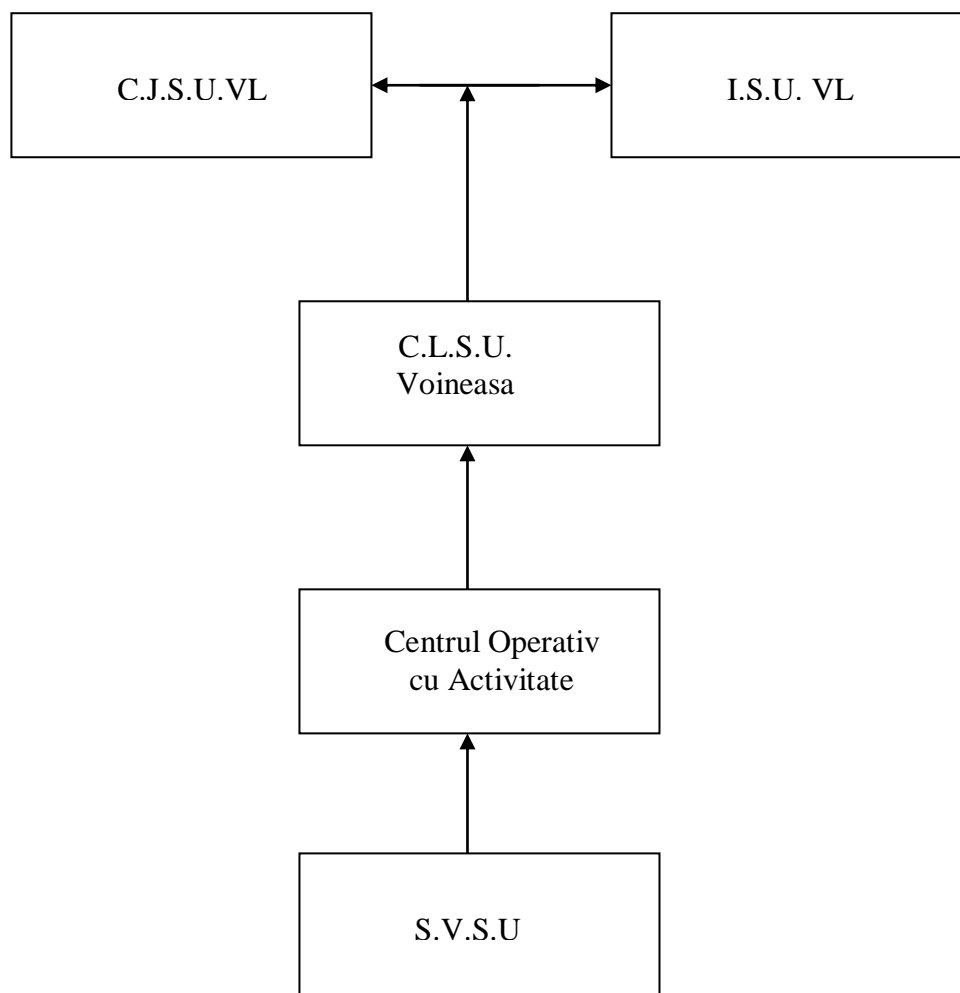 C.J.S.U.VL
I.S.U. VL
C.L.S.U.
Voineasa
Centrul Operativ
cu Activitate
S.V.S.U